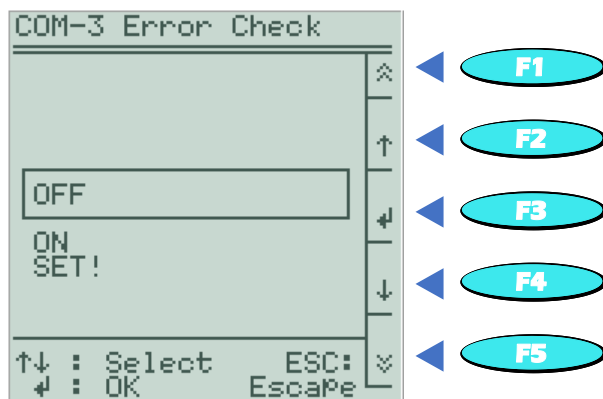 COM-3 Error Check
F1
↑ F2
OFF
↵ F3
ON
SET!
↓ F4
↑↓ : Select ESC:
↵ : OK Escape
F5